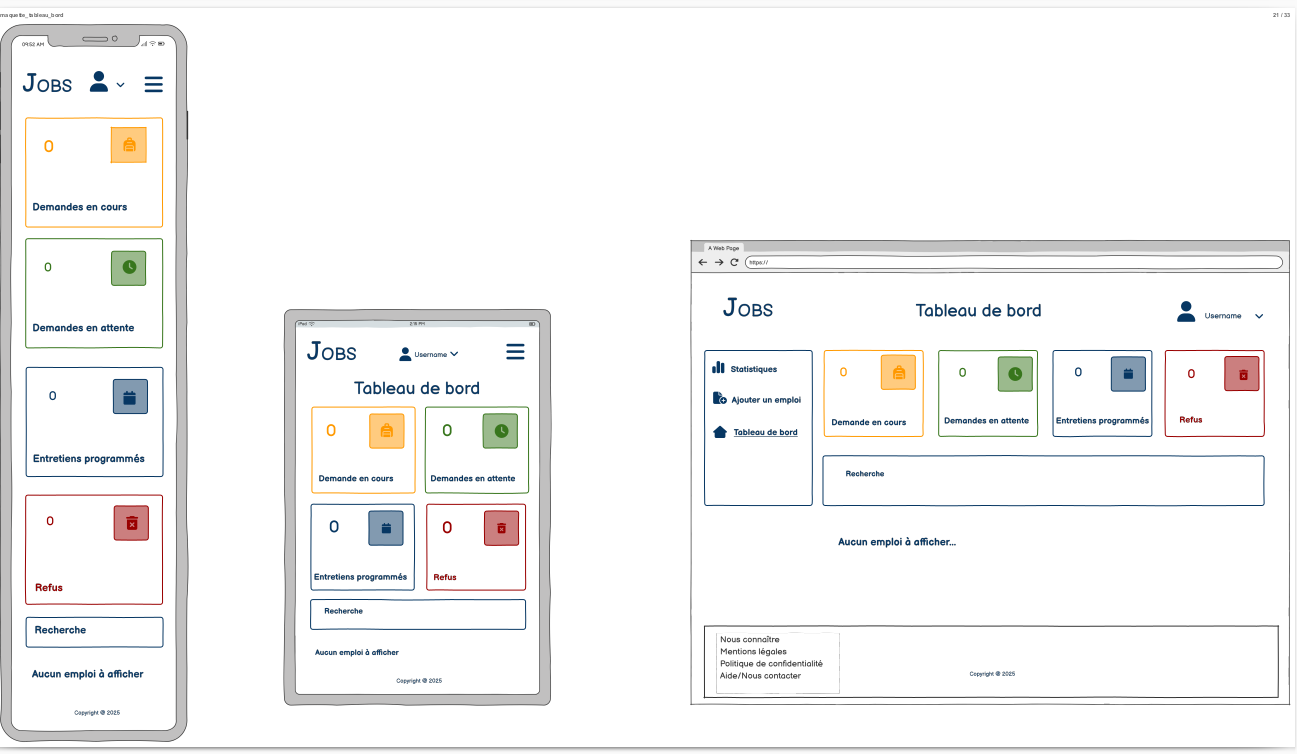 maquette_tableau_bord
21 / 33
09:52 AM
JOBS
0
Demandes en cours
0
Demandes en attente
0
Entretiens programmés
0
Refus
Recherche
Aucun emploi à afficher
Copyright @ 2025
iPad
2:15 PM
JOBS
Username
Tableau de bord
0
Demande en cours
0
Demandes en attente
0
Entretiens programmés
0
Refus
Recherche
Aucun emploi à afficher
Copyright @ 2025
A Web Page
https://
JOBS
Tableau de bord
Username
Statistiques
Ajouter un emploi
Tableau de bord
0
Demande en cours
0
Demandes en attente
0
Entretiens programmés
0
Refus
Recherche
Aucun emploi à afficher...
Nous connaître
Mentions légales
Politique de confidentialité
Aide/Nous contacter
Copyright @ 2025